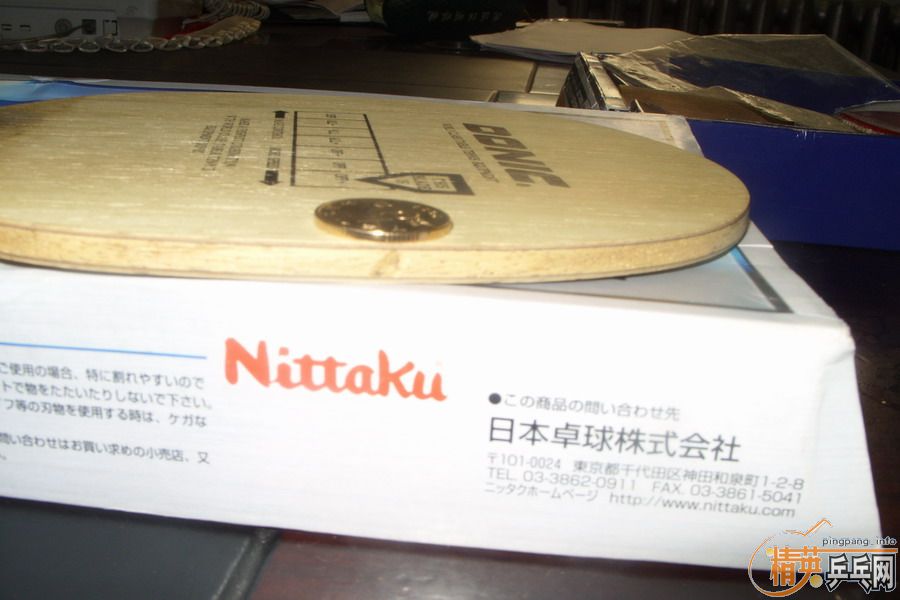 DONIC
Nittaku
ご使用の場合、特に割れやすいので
トで物をたたいたりしないで下さい。
フ等の刃物を使用する時は、ケガな
問い合わせはお買い求めの小売店、又
●この商品の問い合わせ先
日本卓球株式会社
〒101-0024 東京都千代田区神田和泉町1-2-8
TEL. 03-3862-0911 FAX. 03-3861-5041
ニッタクホームページ http://www.nittaku.com
pingpang.info
精英乒乓网